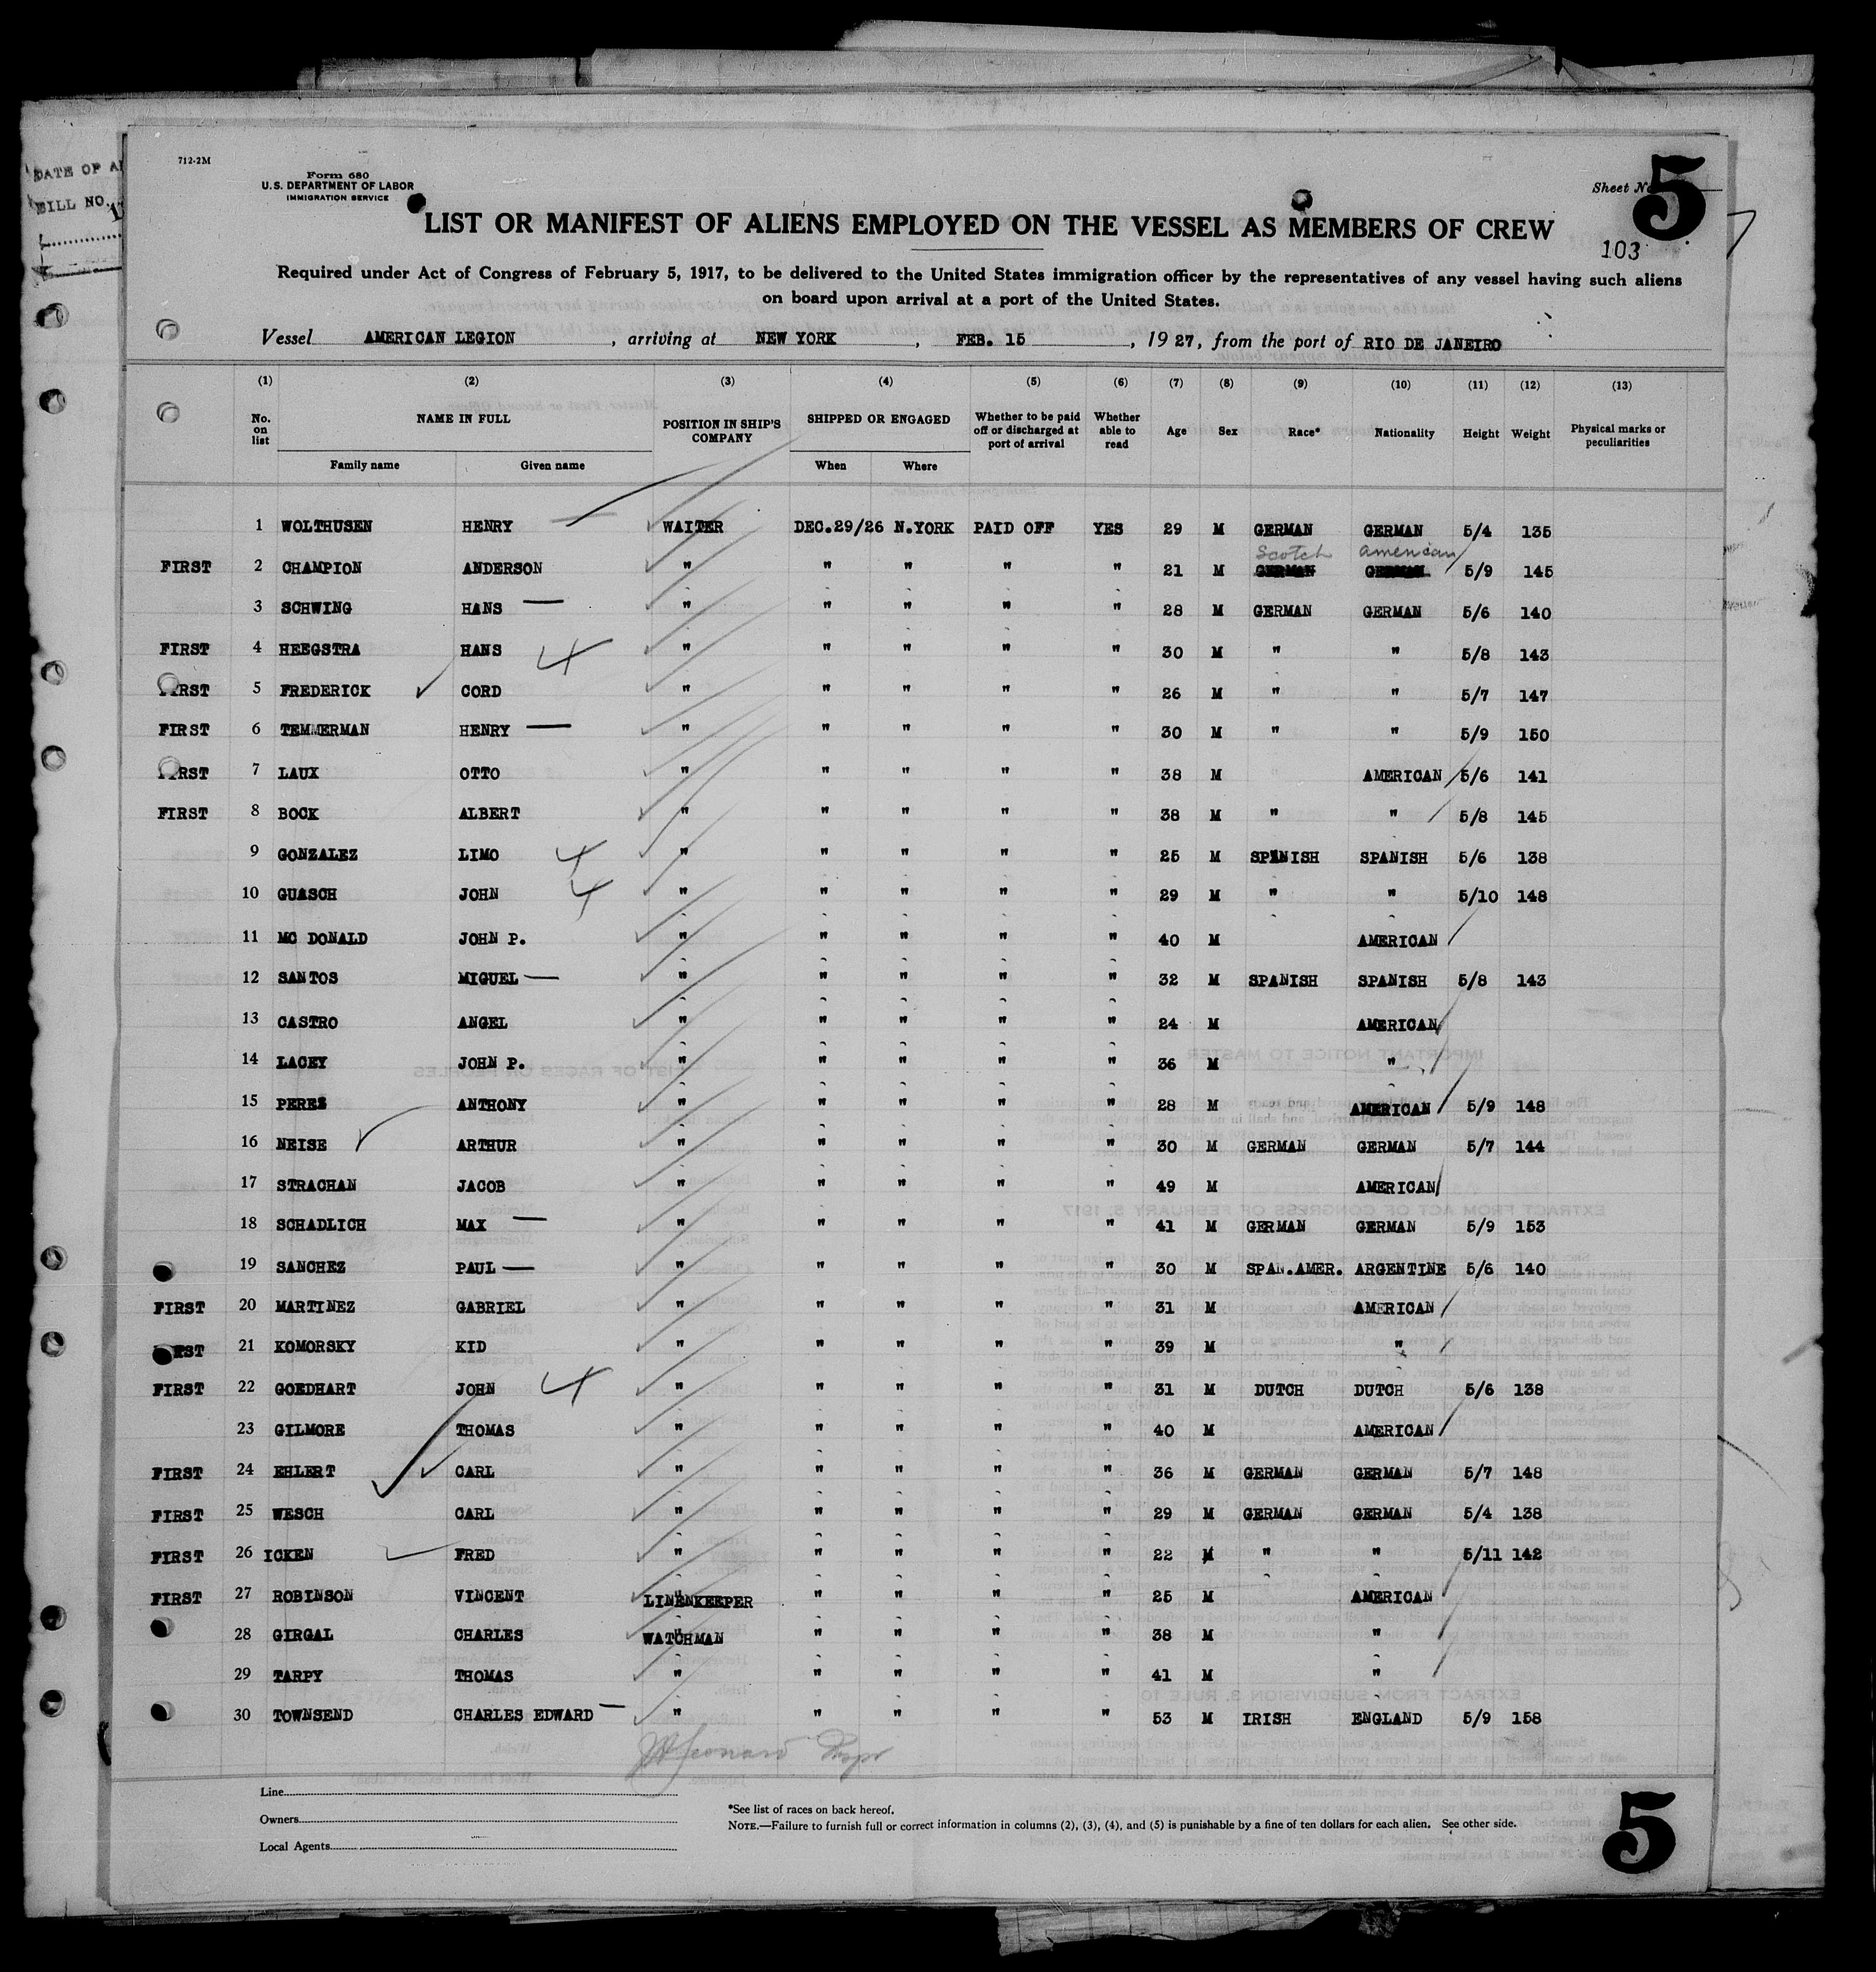 712-2M
Form 680
U.S. DEPARTMENT OF LABOR
IMMIGRATION SERVICE
DATE OF
BILL NO.
Sheet No. 5
103
LIST OR MANIFEST OF ALIENS EMPLOYED ON THE VESSEL AS MEMBERS OF CREW
Required under Act of Congress of February 5, 1917, to be delivered to the United States immigration officer by the representatives of any vessel having such aliens
on board upon arrival at a port of the United States.
Vessel AMERICAN LEGION, arriving at NEW YORK, FEB. 15, 1927, from the port of RIO DE JANEIRO
(1) (2) (3) (4) (5) (6) (7) (8) (9) (10) (11) (12) (13)
No. on list NAME IN FULL POSITION IN SHIP'S COMPANY SHIPPED OR ENGAGED Whether to be paid off or discharged at port of arrival Whether able to read Age Sex Race* Nationality Height Weight Physical marks or peculiarities
Family name Given name When Where
1 WOLTHUSEN HENRY WAITER DEC.29/26 N.YORK PAID OFF YES 29 M GERMAN GERMAN 5/4 135
Scotch American
FIRST 2 CHAMPION ANDERSON " " " " " 21 M GERMAN GERMAN 5/9 145
3 SCHWING HANS " " " " " 28 M GERMAN GERMAN 5/6 140
FIRST 4 HEEGSTRA HANS 4 " " " " " 30 M " " 5/8 143
FIRST 5 FREDERICK CORD " " " " " 26 M " " 5/7 147
FIRST 6 TEMMERMAN HENRY " " " " " 30 M " " 5/9 150
FIRST 7 LAUX OTTO " " " " " 38 M " AMERICAN 5/6 141
FIRST 8 BOCK ALBERT " " " " " 38 M " " 5/8 145
9 GONZALEZ LIMO 4 " " " " " 25 M SPANISH SPANISH 5/6 138
10 GUASCH JOHN 4 " " " " " 29 M " " 5/10 148
11 MC DONALD JOHN P. " " " " " 40 M AMERICAN
12 SANTOS MIGUEL " " " " " 32 M SPANISH SPANISH 5/8 143
13 CASTRO ANGEL " " " " " 24 M AMERICAN
14 LACEY JOHN P. " " " " " 36 M "
15 PEREZ ANTHONY " " " " " 28 M AMERICAN 5/9 148
16 NEISE ARTHUR " " " " " 30 M GERMAN GERMAN 5/7 144
17 STRACHAN JACOB " " " " " 49 M AMERICAN
18 SCHADLICH MAX " " " " " 41 M GERMAN GERMAN 5/9 153
19 SANCHEZ PAUL " " " " " 30 M SPAN.AMER. ARGENTINE 5/6 140
FIRST 20 MARTINEZ GABRIEL " " " " " 31 M AMERICAN
FIRST 21 KOMORSKY KID " " " " " 39 M "
FIRST 22 GOEDHART JOHN 4 " " " " " 31 M DUTCH DUTCH 5/6 138
23 GILMORE THOMAS " " " " " 40 M AMERICAN
FIRST 24 EHLERT CARL " " " " " 36 M GERMAN GERMAN 5/7 148
FIRST 25 WESCH CARL " " " " " 29 M GERMAN GERMAN 5/4 138
FIRST 26 ICKEN FRED " " " " " 22 M " " 5/11 142
FIRST 27 ROBINSON VINCENT LINENKEEPER " " " " 25 M AMERICAN
28 GIRGAL CHARLES WATCHMAN " " " " 38 M "
29 TARPY THOMAS " " " " " 41 M "
30 TOWNSEND CHARLES EDWARD " " " " " 53 M IRISH ENGLAND 5/9 158
Line
Owners
Local Agents
*See list of races on back hereof.
NOTE.—Failure to furnish full or correct information in columns (2), (3), (4), and (5) is punishable by a fine of ten dollars for each alien. See other side.
5